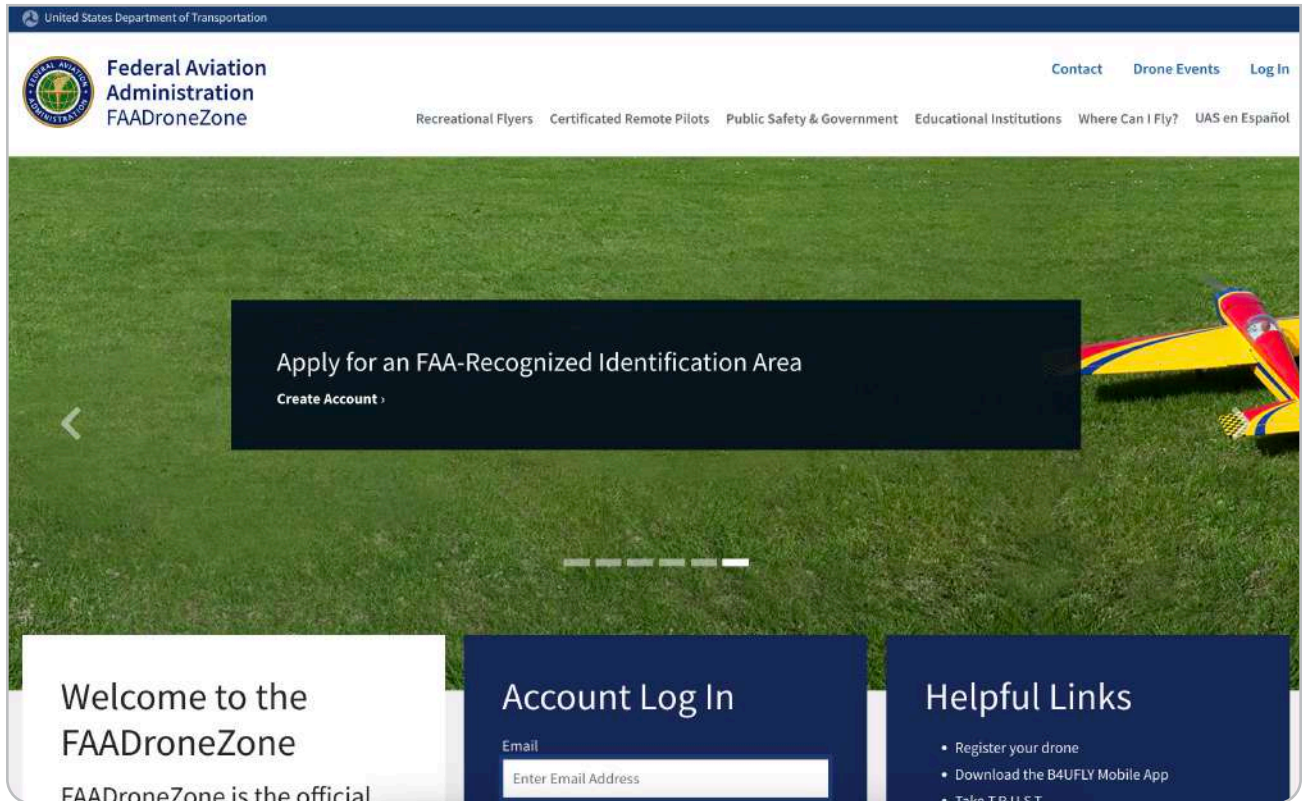 United States Department of Transportation
Federal Aviation
Administration
FAADroneZone
Contact Drone Events Log In
Recreational Flyers Certificated Remote Pilots Public Safety & Government Educational Institutions Where Can I Fly? UAS en Español
Apply for an FAA-Recognized Identification Area
Create Account ›
Welcome to the
FAADroneZone
FAADroneZone is the official
Account Log In
Email
Enter Email Address
Helpful Links
• Register your drone
• Download the B4UFLY Mobile App
• Take T.R.U.S.T.